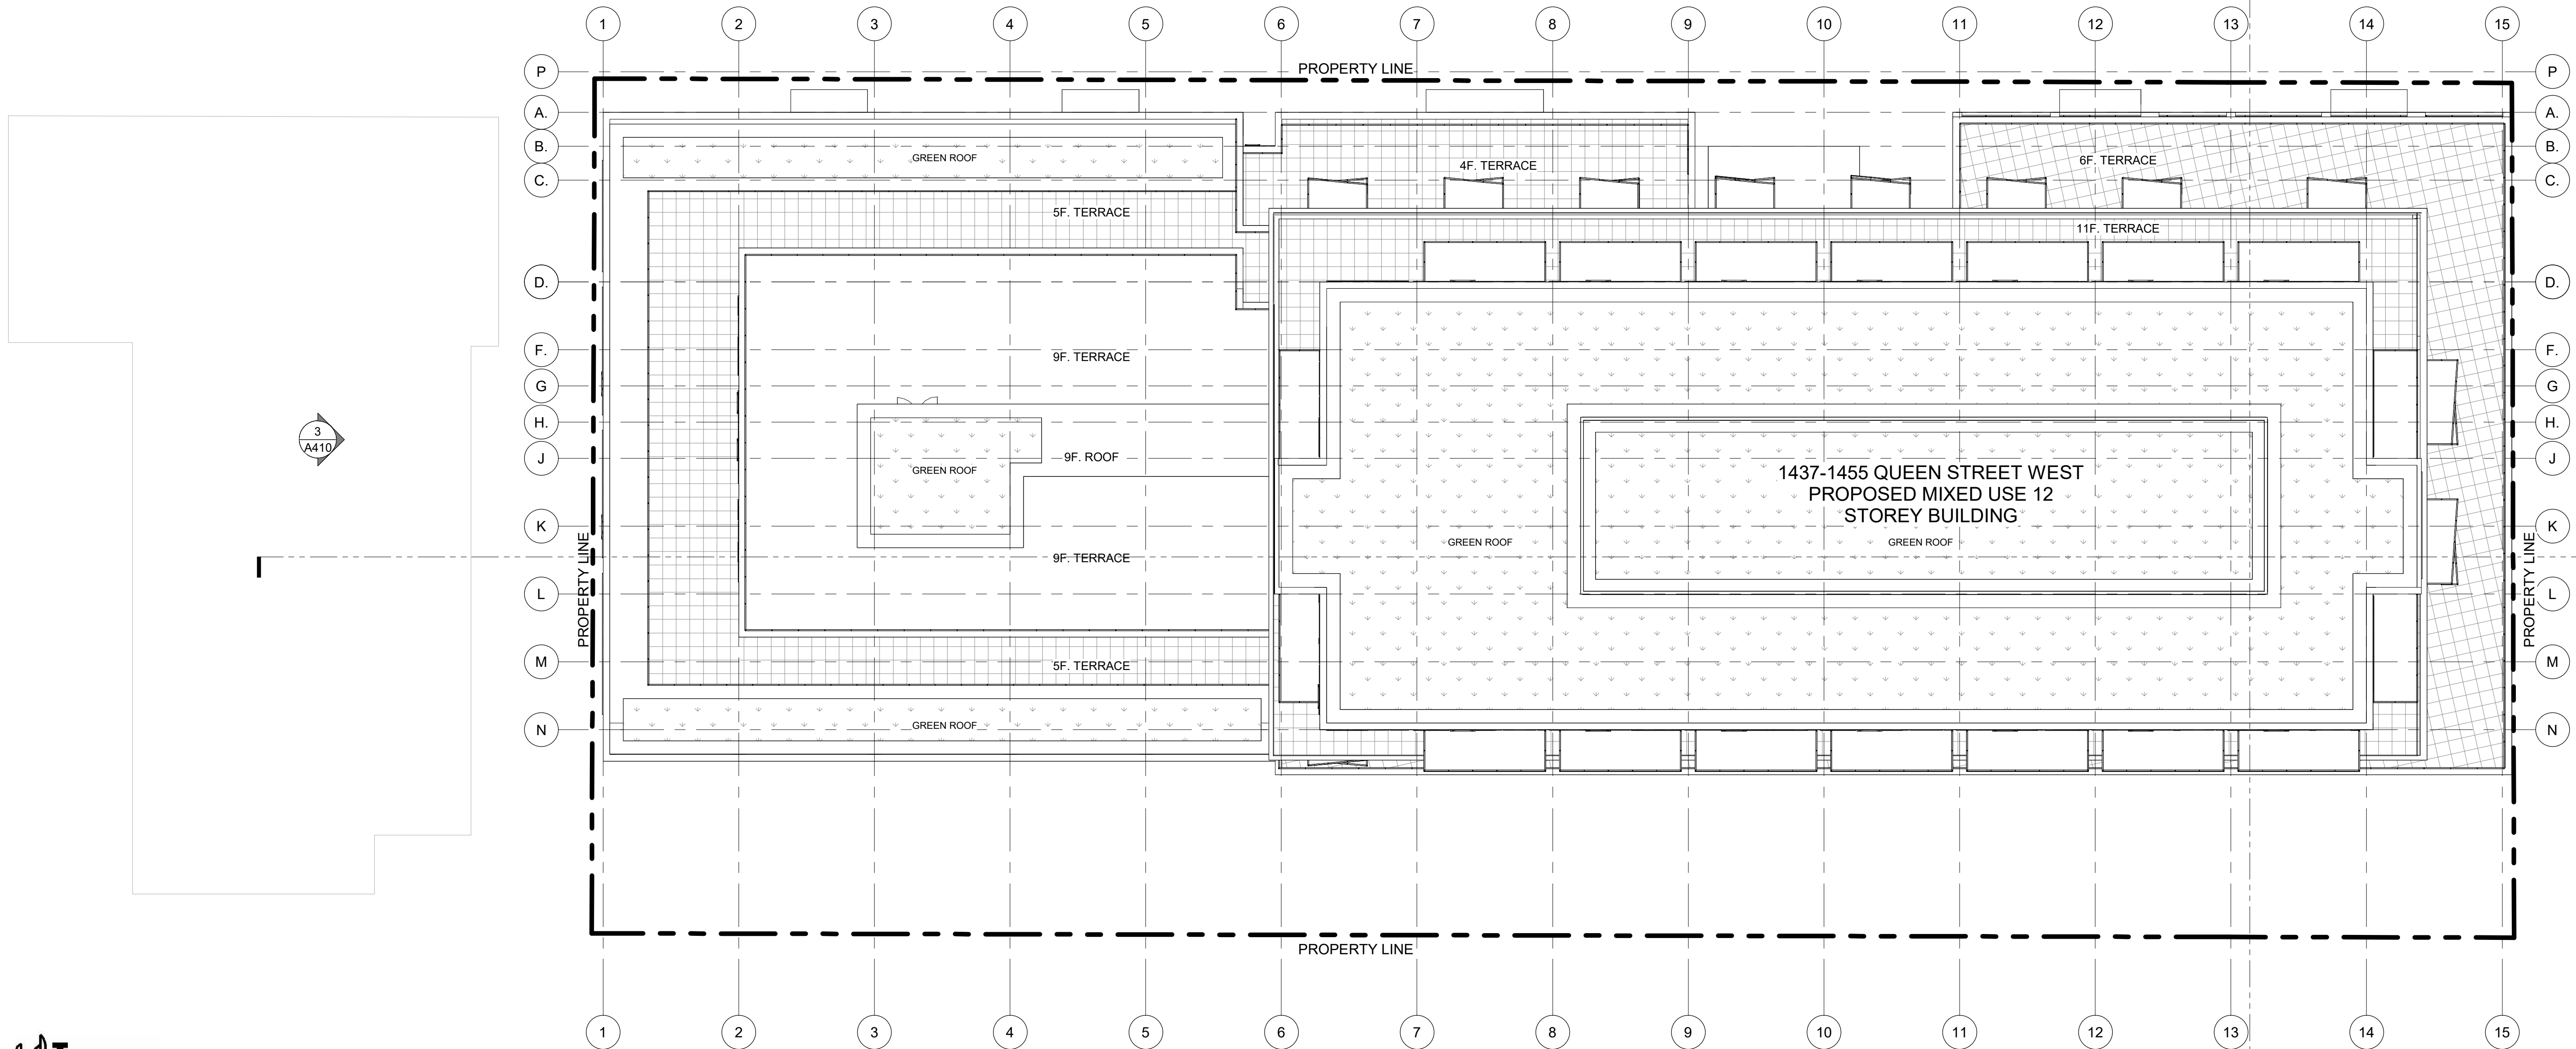 1 2 3 4 5 6 7 8 9 10 11 12 13 14 15
P PROPERTY LINE P
A. A.
B. B.
GREEN ROOF
4F. TERRACE
6F. TERRACE
C. C.
5F. TERRACE
11F. TERRACE
D. D.
F. F.
9F. TERRACE
G G
H. H.
3
A410
J 9F. ROOF J
GREEN ROOF
1437-1455 QUEEN STREET WEST
PROPOSED MIXED USE 12
STOREY BUILDING
K K
GREEN ROOF
GREEN ROOF
9F. TERRACE
PROPERTY LINE
PROPERTY LINE
L L
M 5F. TERRACE M
N GREEN ROOF N
PROPERTY LINE
1 2 3 4 5 6 7 8 9 10 11 12 13 14 15